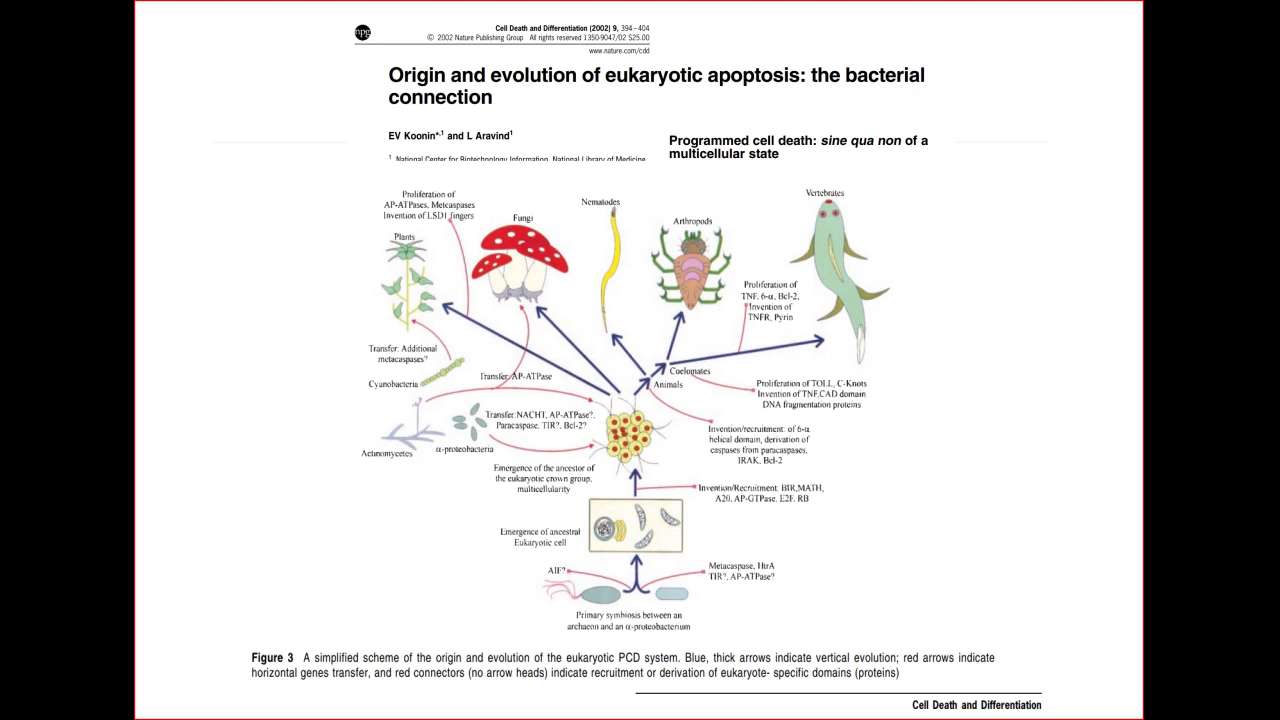 npg
Cell Death and Differentiation (2002) 9, 394–404
© 2002 Nature Publishing Group All rights reserved 1350-9047/02 $25.00
www.nature.com/cdd
Origin and evolution of eukaryotic apoptosis: the bacterial
connection
EV Koonin*,1 and L Aravind1
1 National Center for Biotechnology Information, National Library of Medicine
Programmed cell death: sine qua non of a
multicellular state
Proliferation of
AP-ATPases, Metcaspases
Invention of LSD1 fingers
Plants
Fungi
Nematodes
Arthropods
Vertebrates
Proliferation of
TNF, 6-α, Bcl-2,
Invention of
TNFR, Pyrin
Transfer: Additional
metacaspases?
Cyanobacteria
Transfer: AP-ATPase
Coelomates
Animals
Proliferation of TOLL, C-Knots
Invention of TNF,CAD domain
DNA fragmentation proteins
Transfer:NACHT, AP-ATPase?,
Paracaspase, TIR?, Bcl-2?
Actinomycetes
α-proteobacteria
Invention/recruitment: of 6-α
helical domain, derivation of
caspases from paracaspases,
IRAK, Bcl-2
Emergence of the ancestor of
the eukaryotic crown group,
multicellularity
Invention/Recruitment: BIR,MATH,
A20, AP-GTPase, E2F, RB
Emergence of ancestral
Eukaryotic cell
AIF?
Metacaspase, HtrA
TIR?, AP-ATPase?
Primary symbiosis between an
archaeon and an α-proteobacterium
Figure 3 A simplified scheme of the origin and evolution of the eukaryotic PCD system. Blue, thick arrows indicate vertical evolution; red arrows indicate
horizontal genes transfer, and red connectors (no arrow heads) indicate recruitment or derivation of eukaryote- specific domains (proteins)
Cell Death and Differentiation